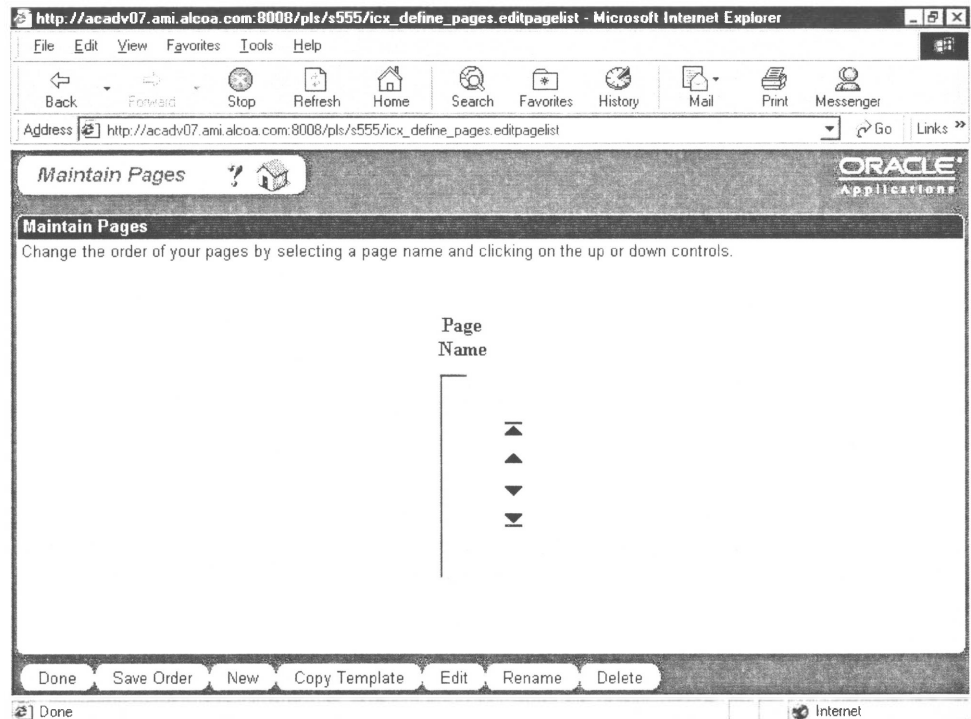 http://acadv07.ami.alcoa.com:8008/pls/s555/icx_define_pages.editpagelist - Microsoft Internet Explorer
File Edit View Favorites Tools Help
Back Forward Stop Refresh Home Search Favorites History Mail Print Messenger
Address http://acadv07.ami.alcoa.com:8008/pls/s555/icx_define_pages.editpagelist Go Links »
Maintain Pages ?
ORACLE
Applications
Maintain Pages
Change the order of your pages by selecting a page name and clicking on the up or down controls.
Page
Name
Done Save Order New Copy Template Edit Rename Delete
Done Internet